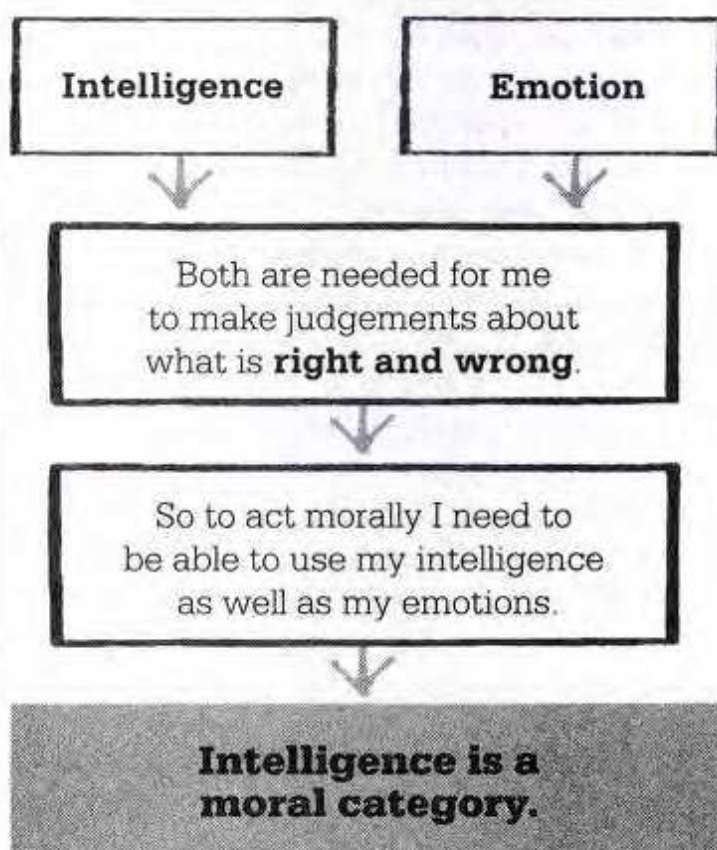 Intelligence
Emotion
Both are needed for me
to make judgements about
what is right and wrong.
So to act morally I need to
be able to use my intelligence
as well as my emotions.
Intelligence is a
moral category.